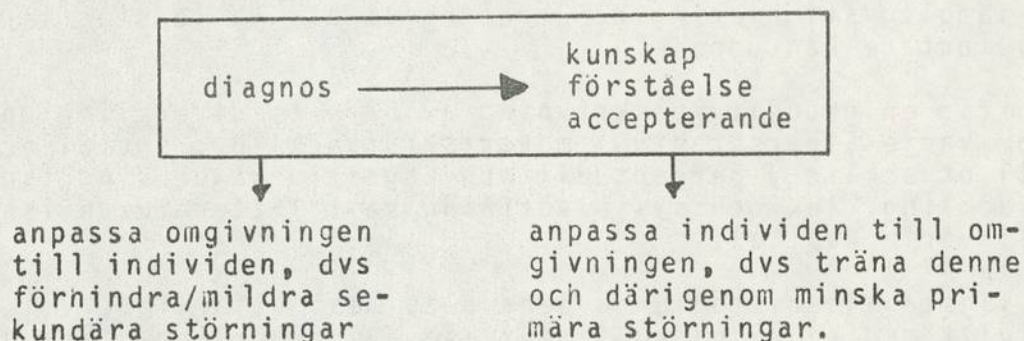 kunskap
diagnos förståelse
accepterande
anpassa omgivningen
till individen, dvs
förhindra/mildra se-
kundära störningar
anpassa individen till om-
givningen, dvs träna denne
och därigenom minska pri-
mära störningar.